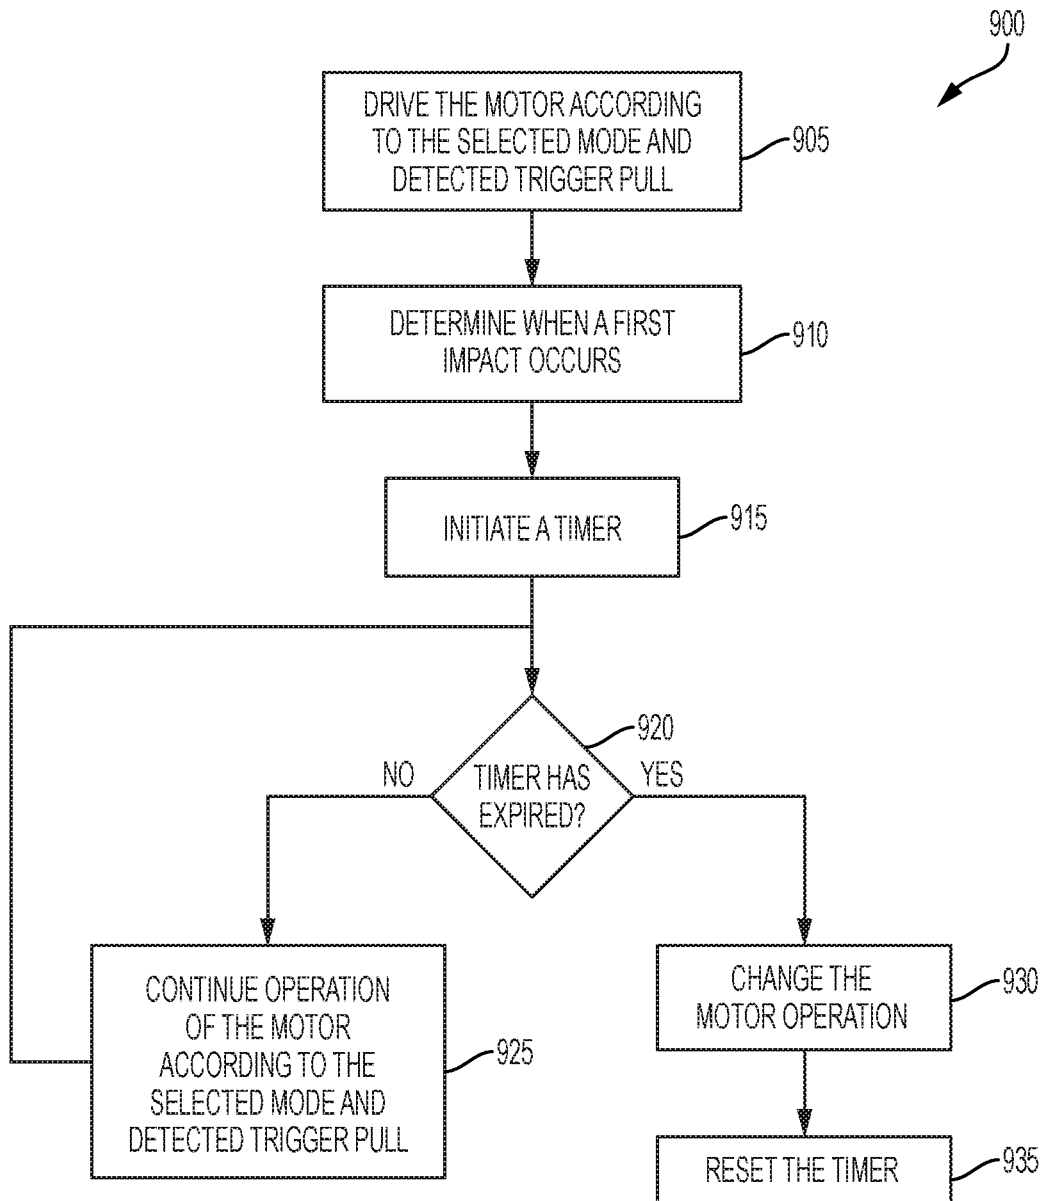 900
DRIVE THE MOTOR ACCORDING
TO THE SELECTED MODE AND
DETECTED TRIGGER PULL
905
DETERMINE WHEN A FIRST
IMPACT OCCURS
910
INITIATE A TIMER
915
920
NO
TIMER HAS
EXPIRED?
YES
CONTINUE OPERATION
OF THE MOTOR
ACCORDING TO THE
SELECTED MODE AND
DETECTED TRIGGER PULL
925
CHANGE THE
MOTOR OPERATION
930
RESET THE TIMER
935